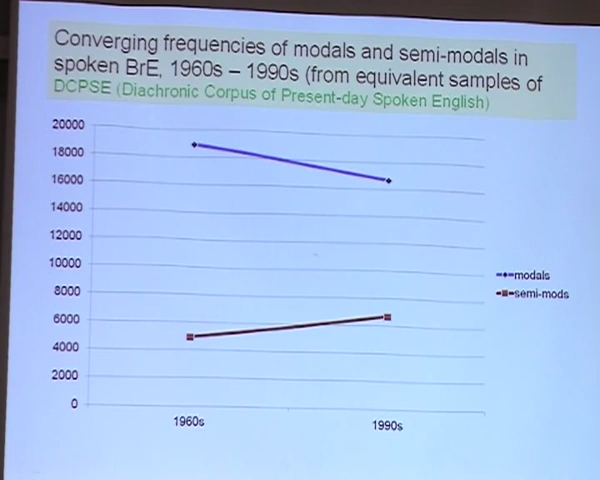 Converging frequencies of modals and semi-modals in
spoken BrE, 1960s – 1990s (from equivalent samples of
DCPSE (Diachronic Corpus of Present-day Spoken English)
20000
18000
16000
14000
12000
10000
8000
6000
4000
2000
0
1960s
1990s
modals
semi-mods